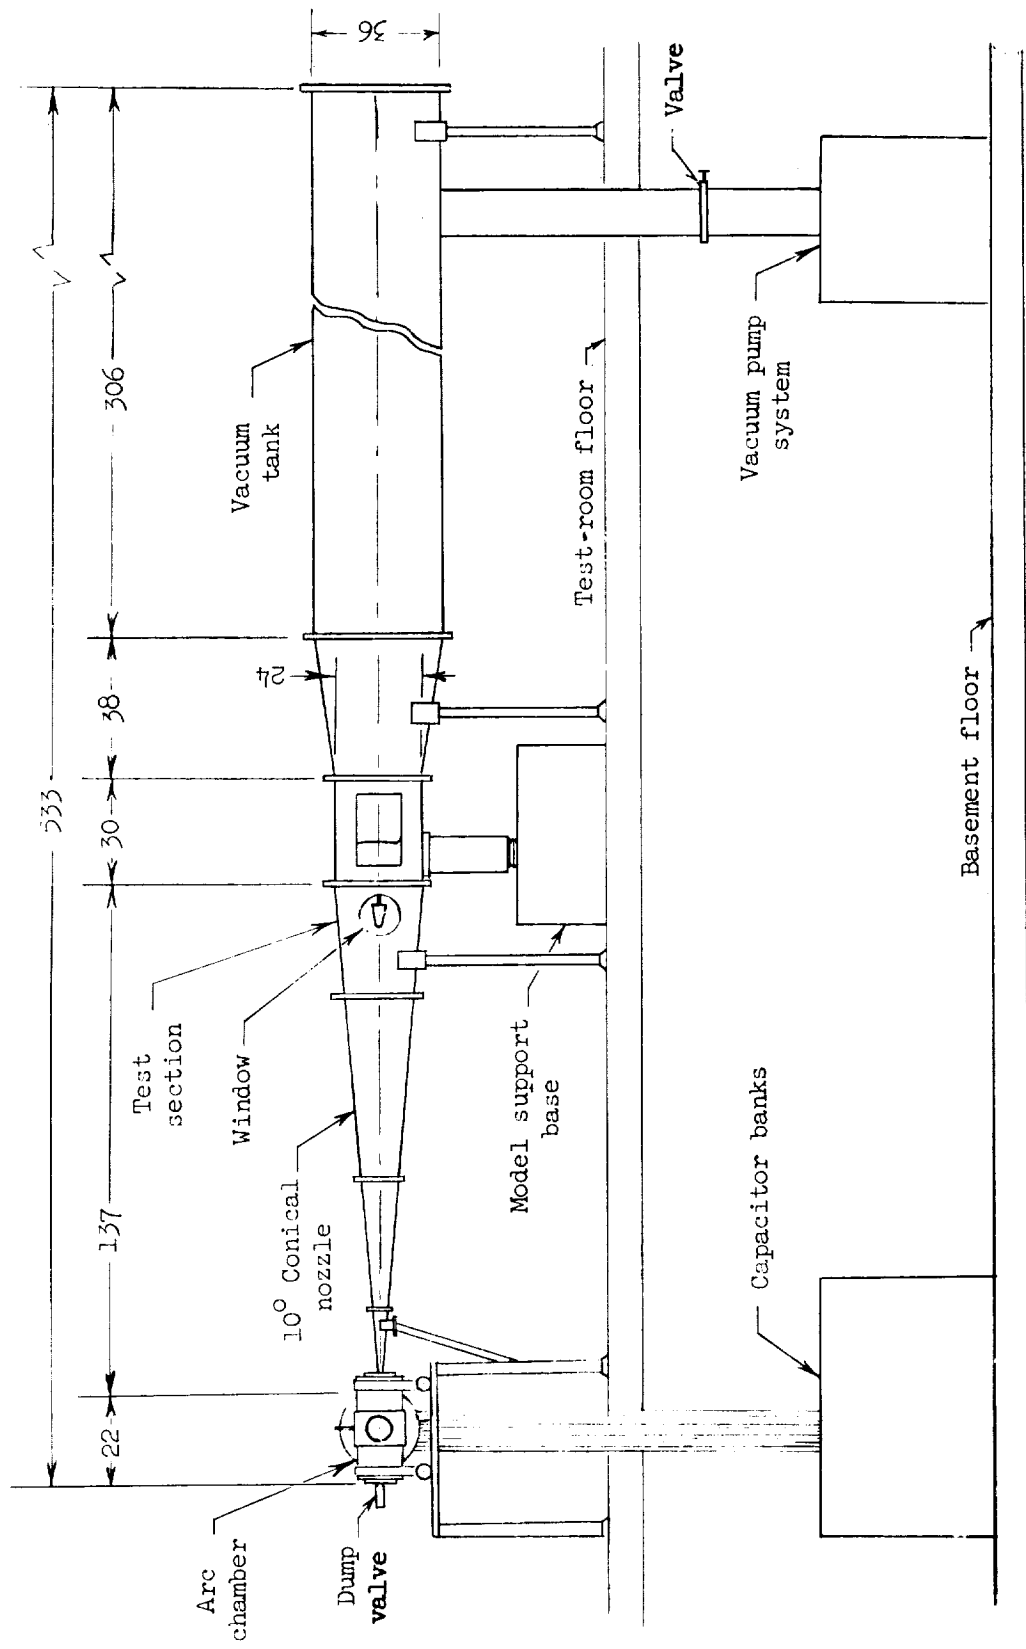 533
22
137
30
38
306
36
24
Arc
chamber
Dump
valve
10° Conical
nozzle
Test
section
Window
Model support
base
Vacuum
tank
Test-room floor
Valve
Vacuum pump
system
Capacitor banks
Basement floor